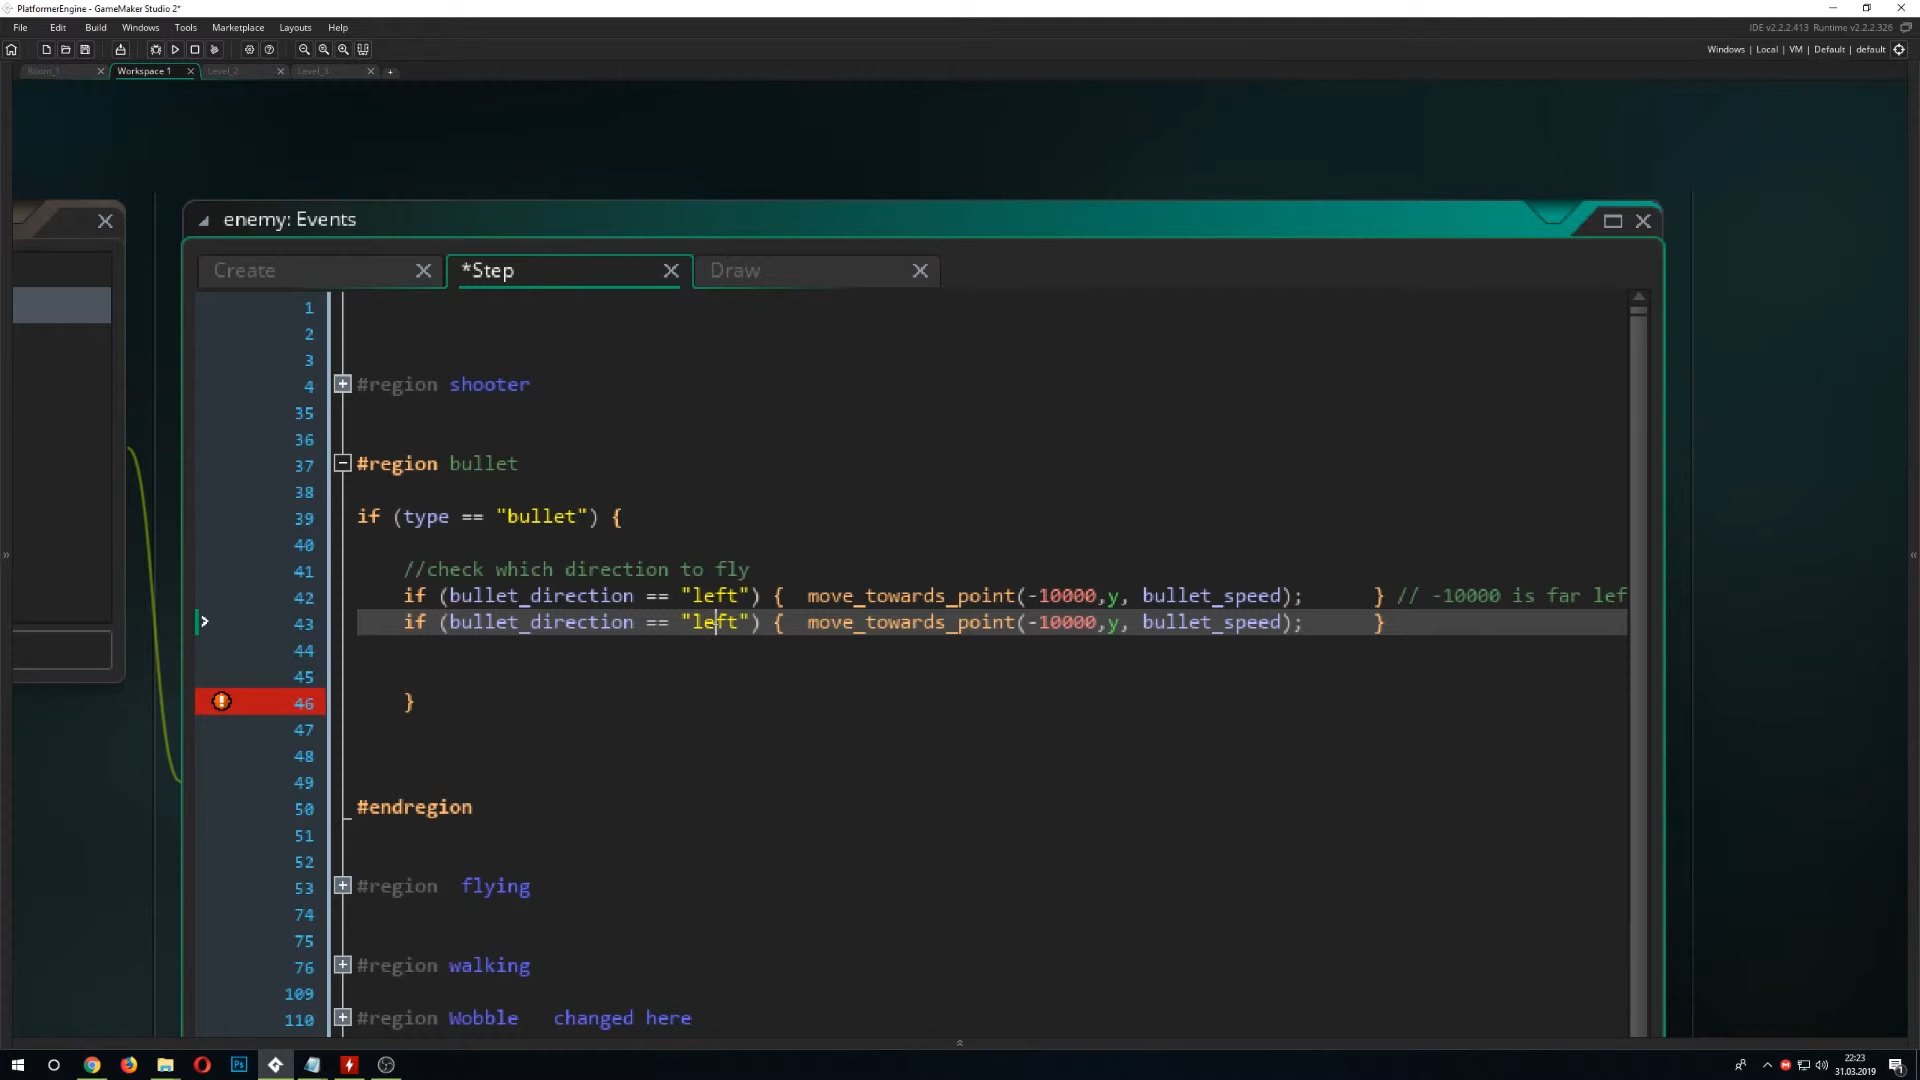 PlatformerEngine - GameMaker Studio 2*
File Edit Build Windows Tools Marketplace Layouts Help
IDE v2.2.2.413 Runtime v2.2.2.326
Windows | Local | VM | Default | default
Room_1 Workspace 1 Level_2 Level_3
enemy: Events
Create *Step Draw
1
2
3
4 #region shooter
35
36
37 #region bullet
38
39 if (type == "bullet") {
40
41 //check which direction to fly
42 if (bullet_direction == "left") { move_towards_point(-10000,y, bullet_speed); } // -10000 is far lef
43 if (bullet_direction == "left") { move_towards_point(-10000,y, bullet_speed); }
44
45
46 }
47
48
49
50 #endregion
51
52
53 #region flying
74
75
76 #region walking
109
110 #region Wobble changed here
22:23
31.03.2019